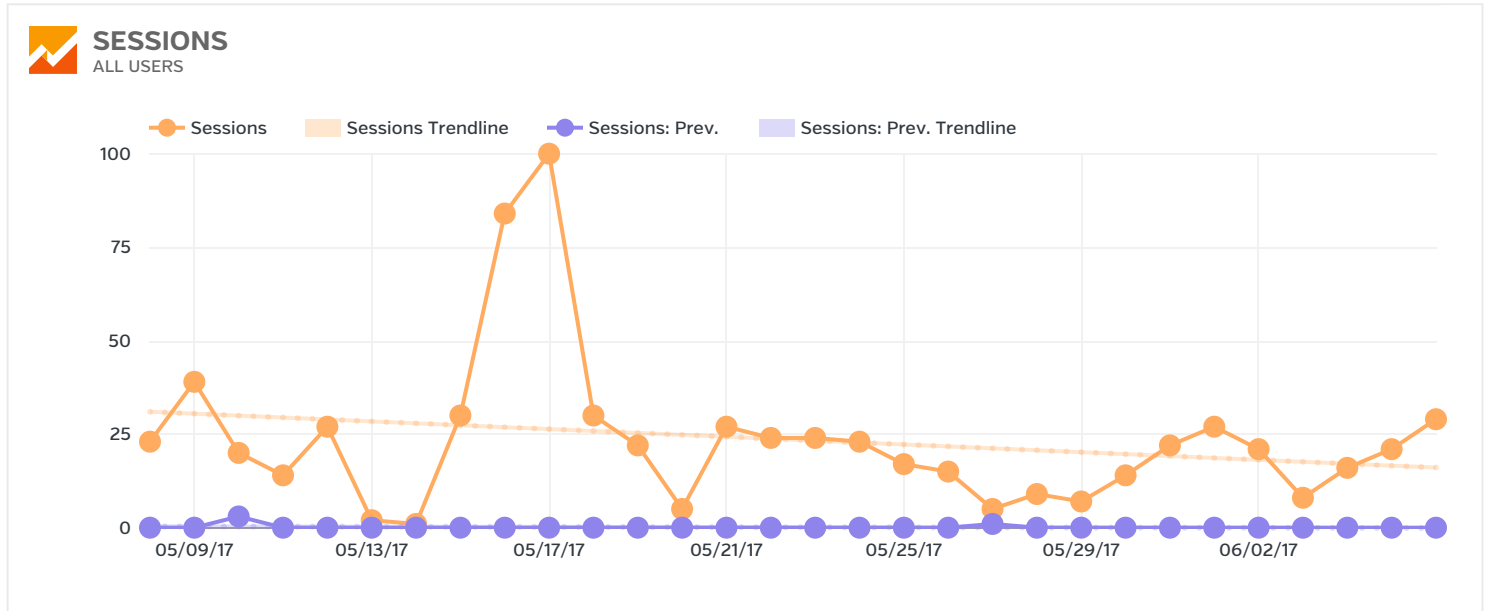 SESSIONS
ALL USERS
Sessions Sessions Trendline Sessions: Prev. Sessions: Prev. Trendline
100
75
50
25
0
05/09/17 05/13/17 05/17/17 05/21/17 05/25/17 05/29/17 06/02/17